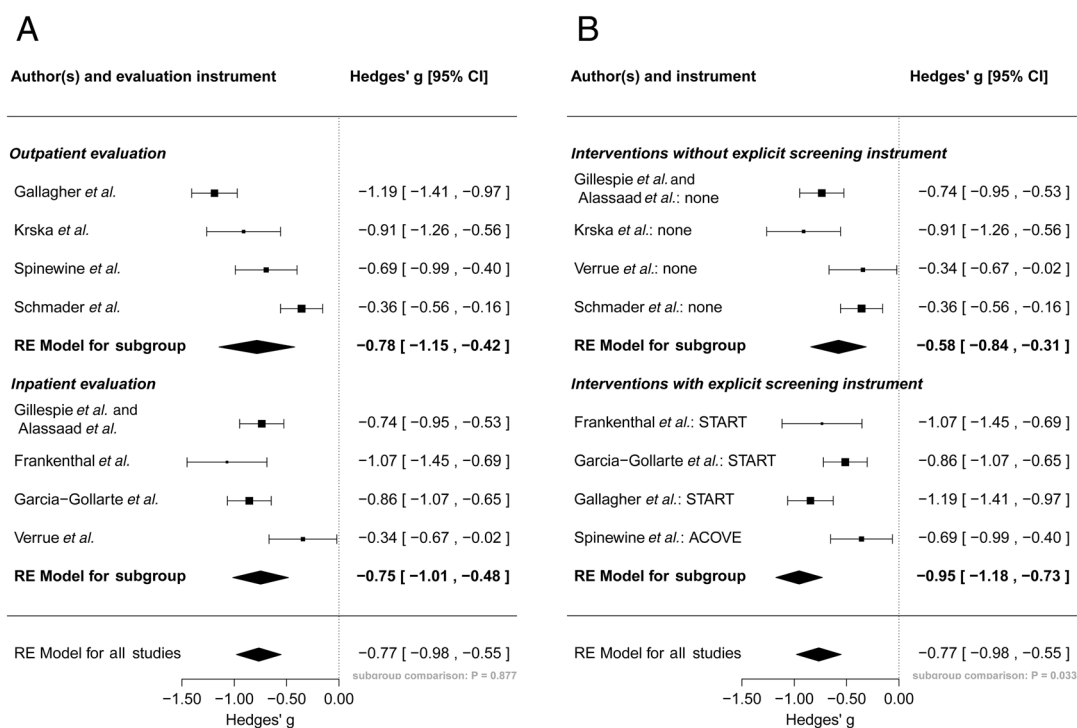 A
Author(s) and evaluation instrument Hedges' g [95% CI]
Outpatient evaluation
Gallagher et al. −1.19 [ −1.41 , −0.97 ]
Krska et al. −0.91 [ −1.26 , −0.56 ]
Spinewine et al. −0.69 [ −0.99 , −0.40 ]
Schmader et al. −0.36 [ −0.56 , −0.16 ]
RE Model for subgroup −0.78 [ −1.15 , −0.42 ]
Inpatient evaluation
Gillespie et al. and
Alassaad et al. −0.74 [ −0.95 , −0.53 ]
Frankenthal et al. −1.07 [ −1.45 , −0.69 ]
Garcia−Gollarte et al. −0.86 [ −1.07 , −0.65 ]
Verrue et al. −0.34 [ −0.67 , −0.02 ]
RE Model for subgroup −0.75 [ −1.01 , −0.48 ]
RE Model for all studies −0.77 [ −0.98 , −0.55 ]
subgroup comparison: P = 0.877
−1.50 −1.00 −0.50 0.00
Hedges' g
B
Author(s) and instrument Hedges' g [95% CI]
Interventions without explicit screening instrument
Gillespie et al. and
Alassaad et al.: none −0.74 [ −0.95 , −0.53 ]
Krska et al.: none −0.91 [ −1.26 , −0.56 ]
Verrue et al.: none −0.34 [ −0.67 , −0.02 ]
Schmader et al.: none −0.36 [ −0.56 , −0.16 ]
RE Model for subgroup −0.58 [ −0.84 , −0.31 ]
Interventions with explicit screening instrument
Frankenthal et al.: START −1.07 [ −1.45 , −0.69 ]
Garcia−Gollarte et al.: START −0.86 [ −1.07 , −0.65 ]
Gallagher et al.: START −1.19 [ −1.41 , −0.97 ]
Spinewine et al.: ACOVE −0.69 [ −0.99 , −0.40 ]
RE Model for subgroup −0.95 [ −1.18 , −0.73 ]
RE Model for all studies −0.77 [ −0.98 , −0.55 ]
subgroup comparison: P = 0.033
−1.50 −1.00 −0.50 0.00
Hedges' g